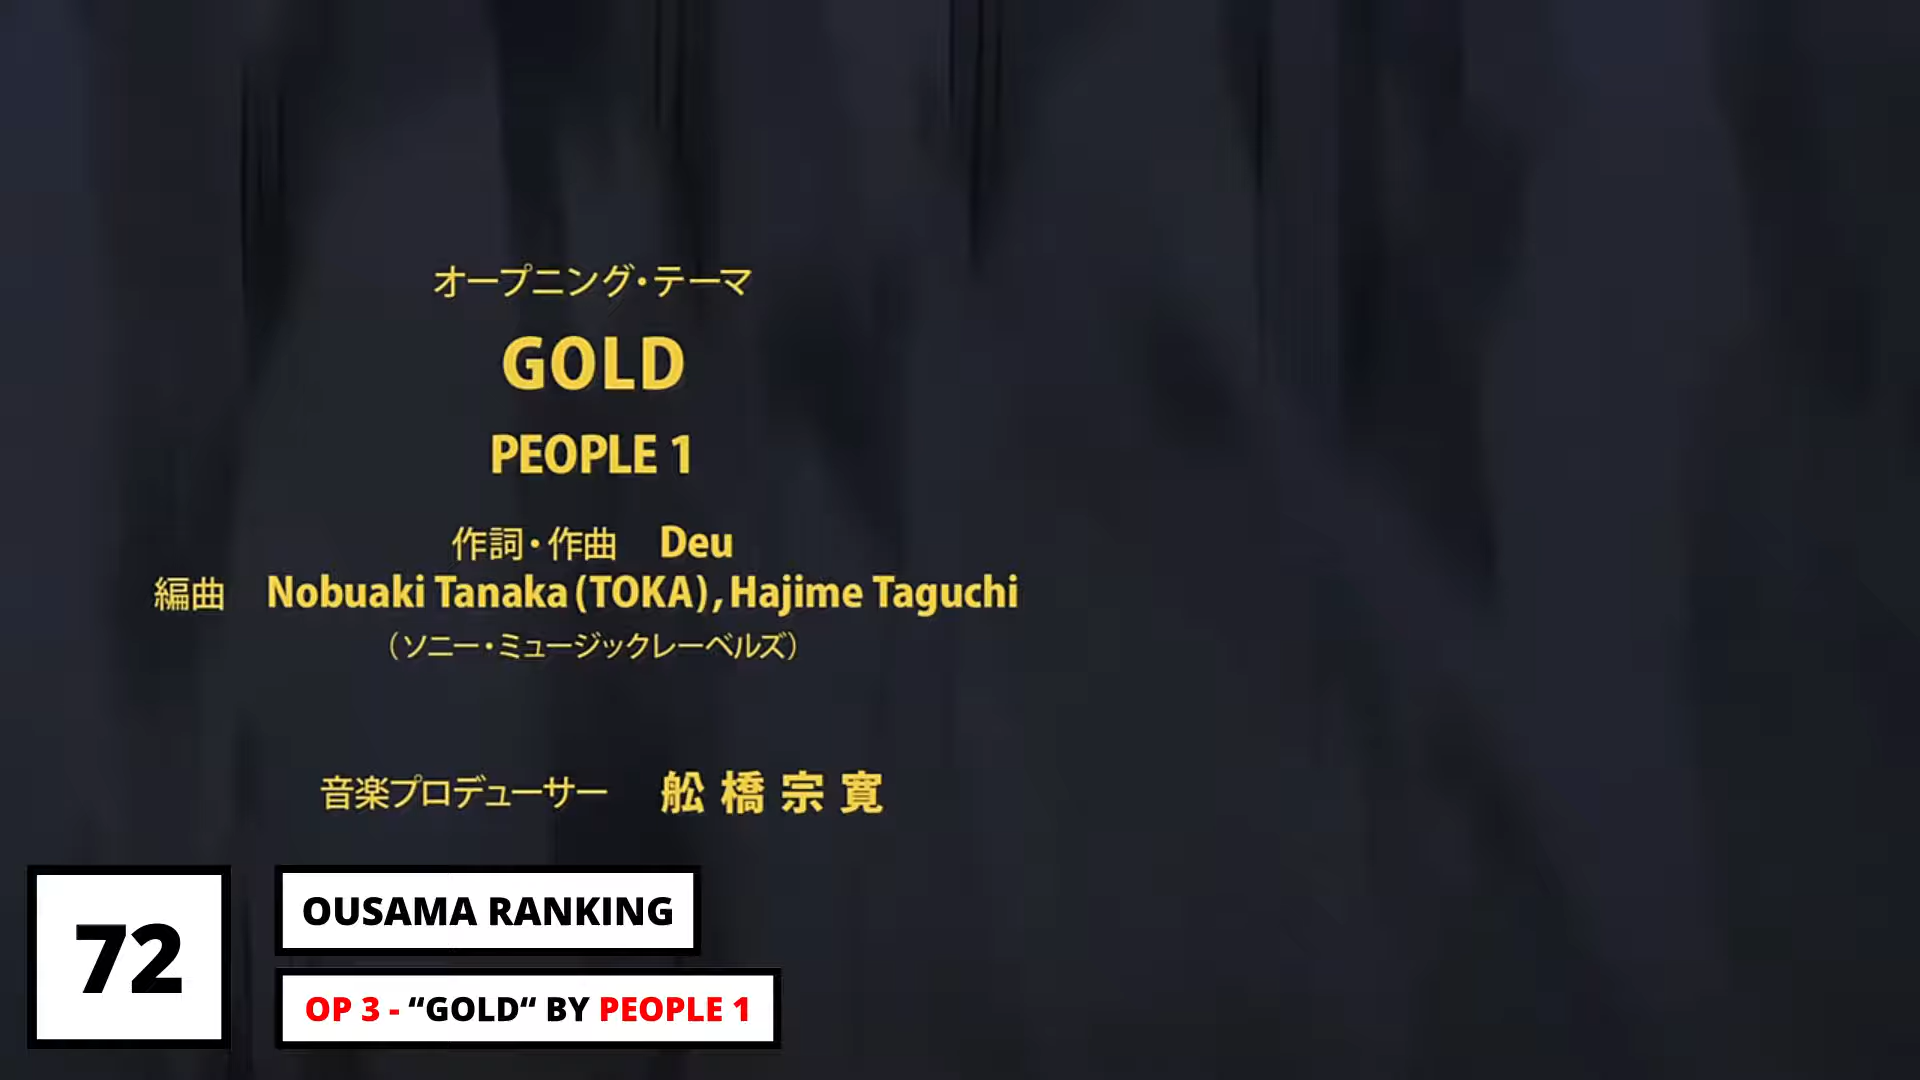 オープニング・テーマ
GOLD
PEOPLE 1
作詞・作曲 Deu
編曲 Nobuaki Tanaka (TOKA), Hajime Taguchi
（ソニー・ミュージックレーベルズ）
音楽プロデューサー 舩橋宗寛
72
OUSAMA RANKING
OP 3 - “GOLD“ BY PEOPLE 1